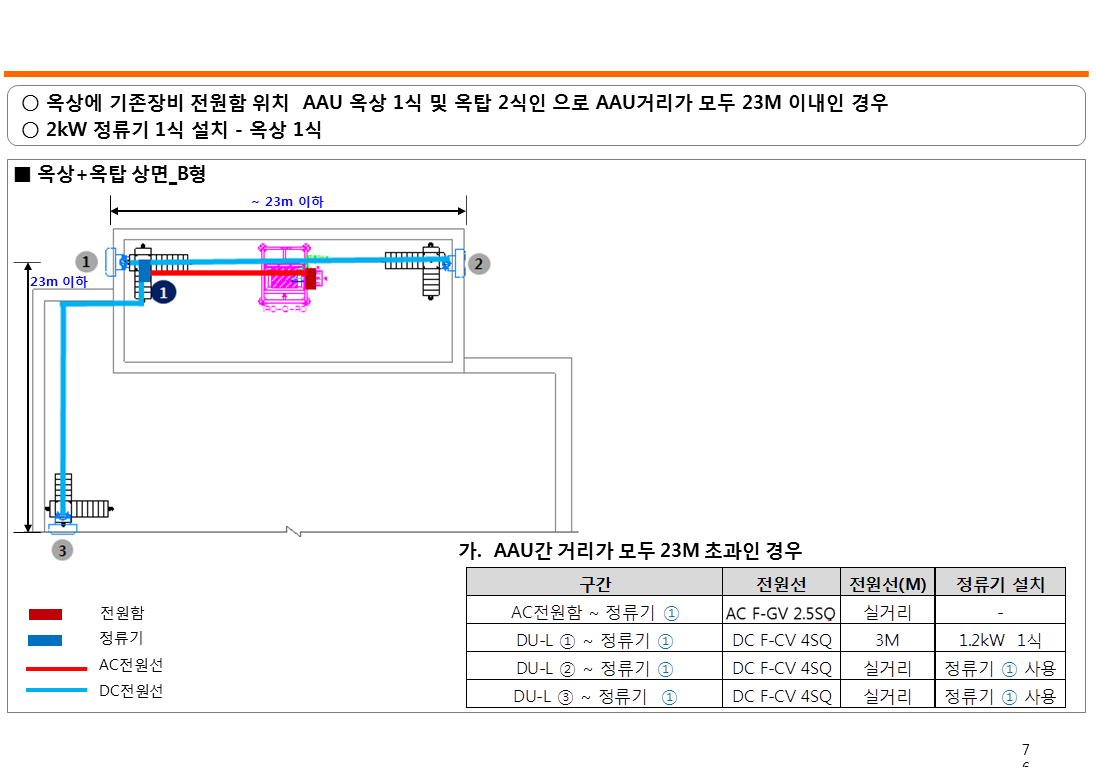 ○ 옥상에 기존장비 전원함 위치 AAU 옥상 1식 및 옥탑 2식인 으로 AAU거리가 모두 23M 이내인 경우
○ 2kW 정류기 1식 설치 - 옥상 1식
■ 옥상+옥탑 상면_B형
~ 23m 이하
1
2
23m 이하
1
3
가. AAU간 거리가 모두 23M 초과인 경우
구간 전원선 전원선(M) 정류기 설치
AC전원함 ~ 정류기 ① AC F-GV 2.5SQ 실거리 -
DU-L ① ~ 정류기 ① DC F-CV 4SQ 3M 1.2kW 1식
DU-L ② ~ 정류기 ① DC F-CV 4SQ 실거리 정류기 ① 사용
DU-L ③ ~ 정류기 ① DC F-CV 4SQ 실거리 정류기 ① 사용
전원함
정류기
AC전원선
DC전원선
7
6